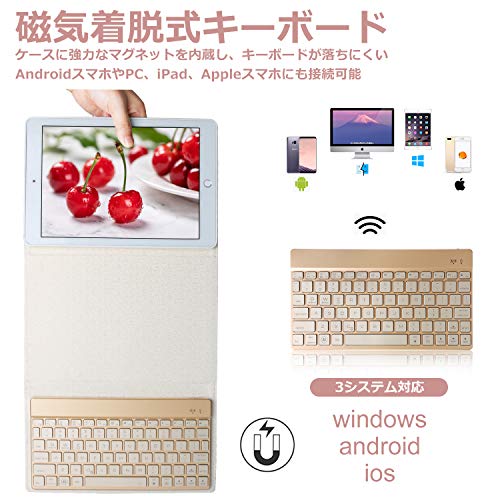 磁気着脱式キーボード
ケースに強力なマグネットを内蔵し、キーボードが落ちにくい
AndroidスマホやPC、iPad、Appleスマホにも接続可能
3システム対応
windows
android
ios